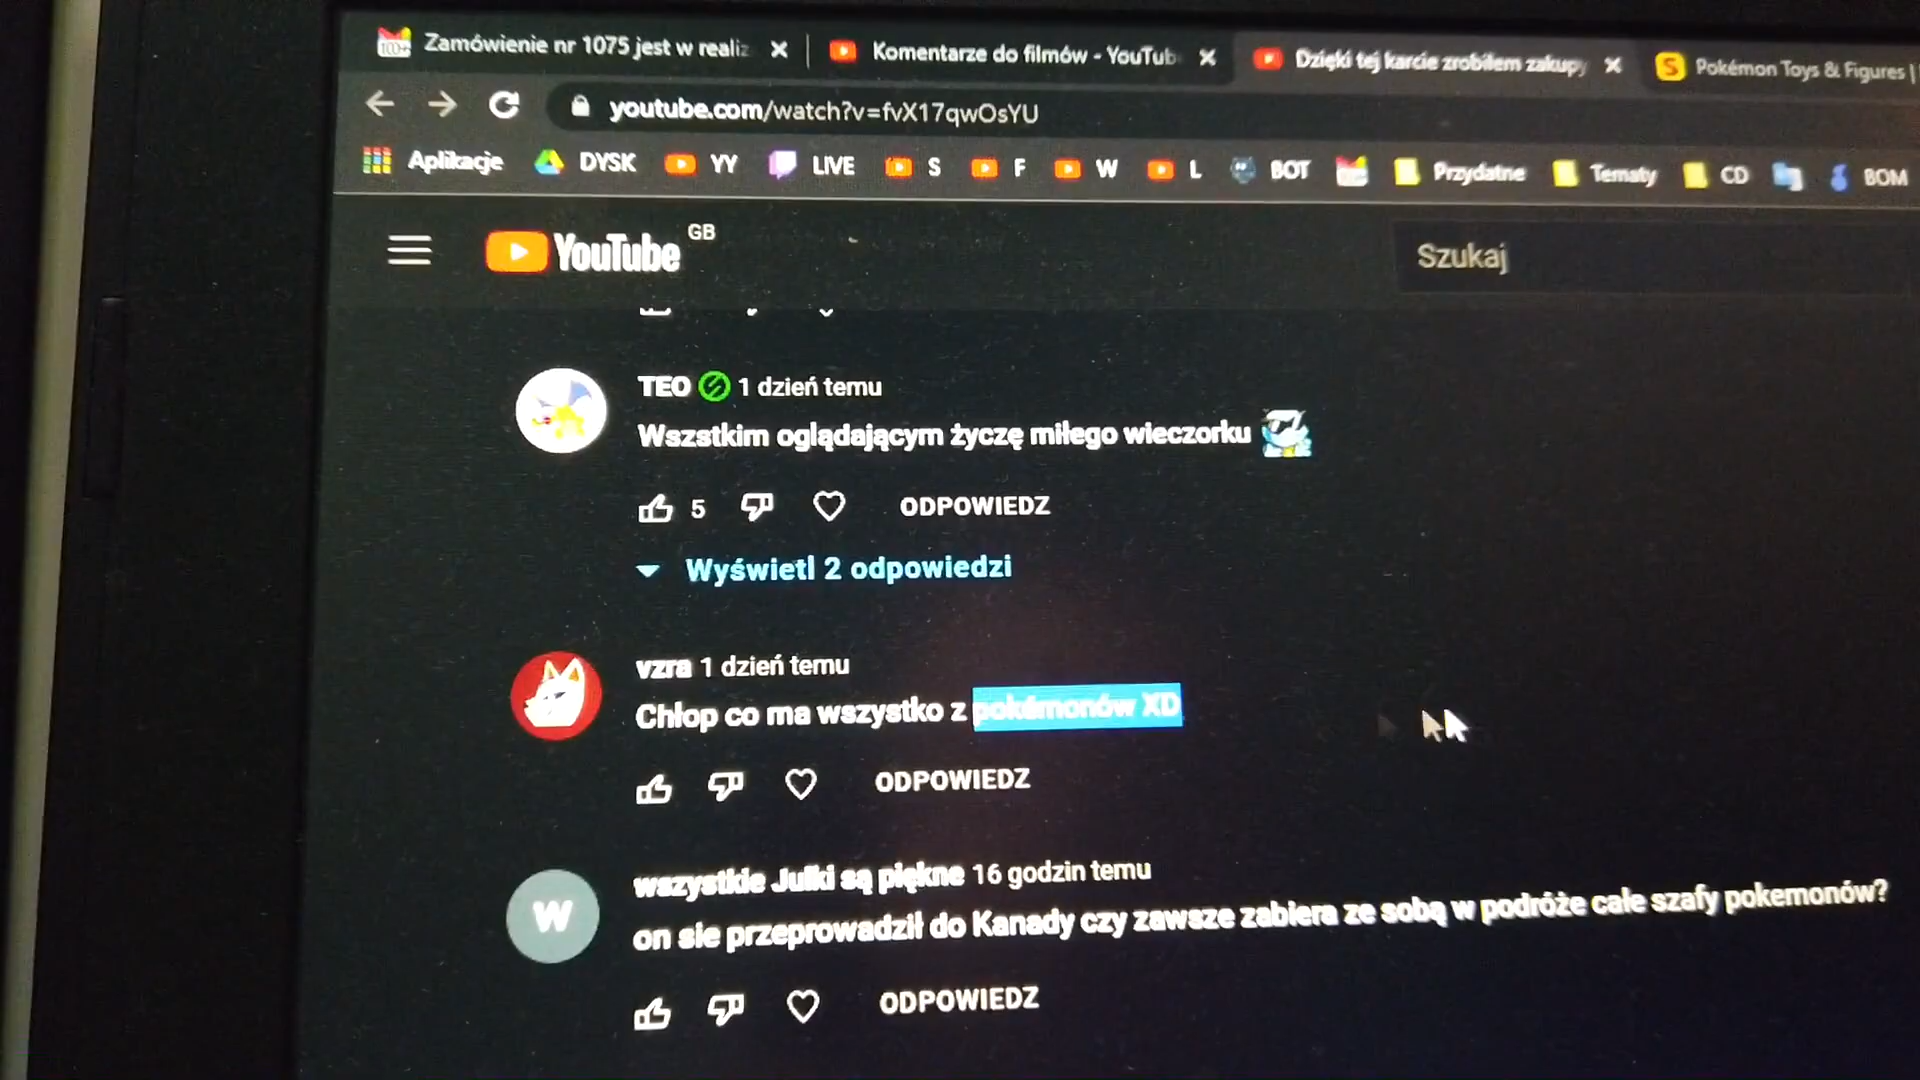 100+ Zamówienie nr 1075 jest w realiz
Komentarze do filmów - YouTub
Dzięki tej karcie zrobiłem zakupy
Pokémon Toys & Figures |
youtube.com/watch?v=fvX17qwOsYU
Aplikacje DYSK YY LIVE S F W L BOT Przydatne Tematy CD BOM
YouTube GB
Szukaj
TEO 1 dzień temu
Wszstkim oglądającym życzę miłego wieczorku
5 ODPOWIEDZ
Wyświetl 2 odpowiedzi
vzra 1 dzień temu
Chłop co ma wszystko z pokémonów XD
ODPOWIEDZ
W
wszystkie Julki są piękne 16 godzin temu
on sie przeprowadził do Kanady czy zawsze zabiera ze sobą w podróże całe szafy pokemonów?
ODPOWIEDZ